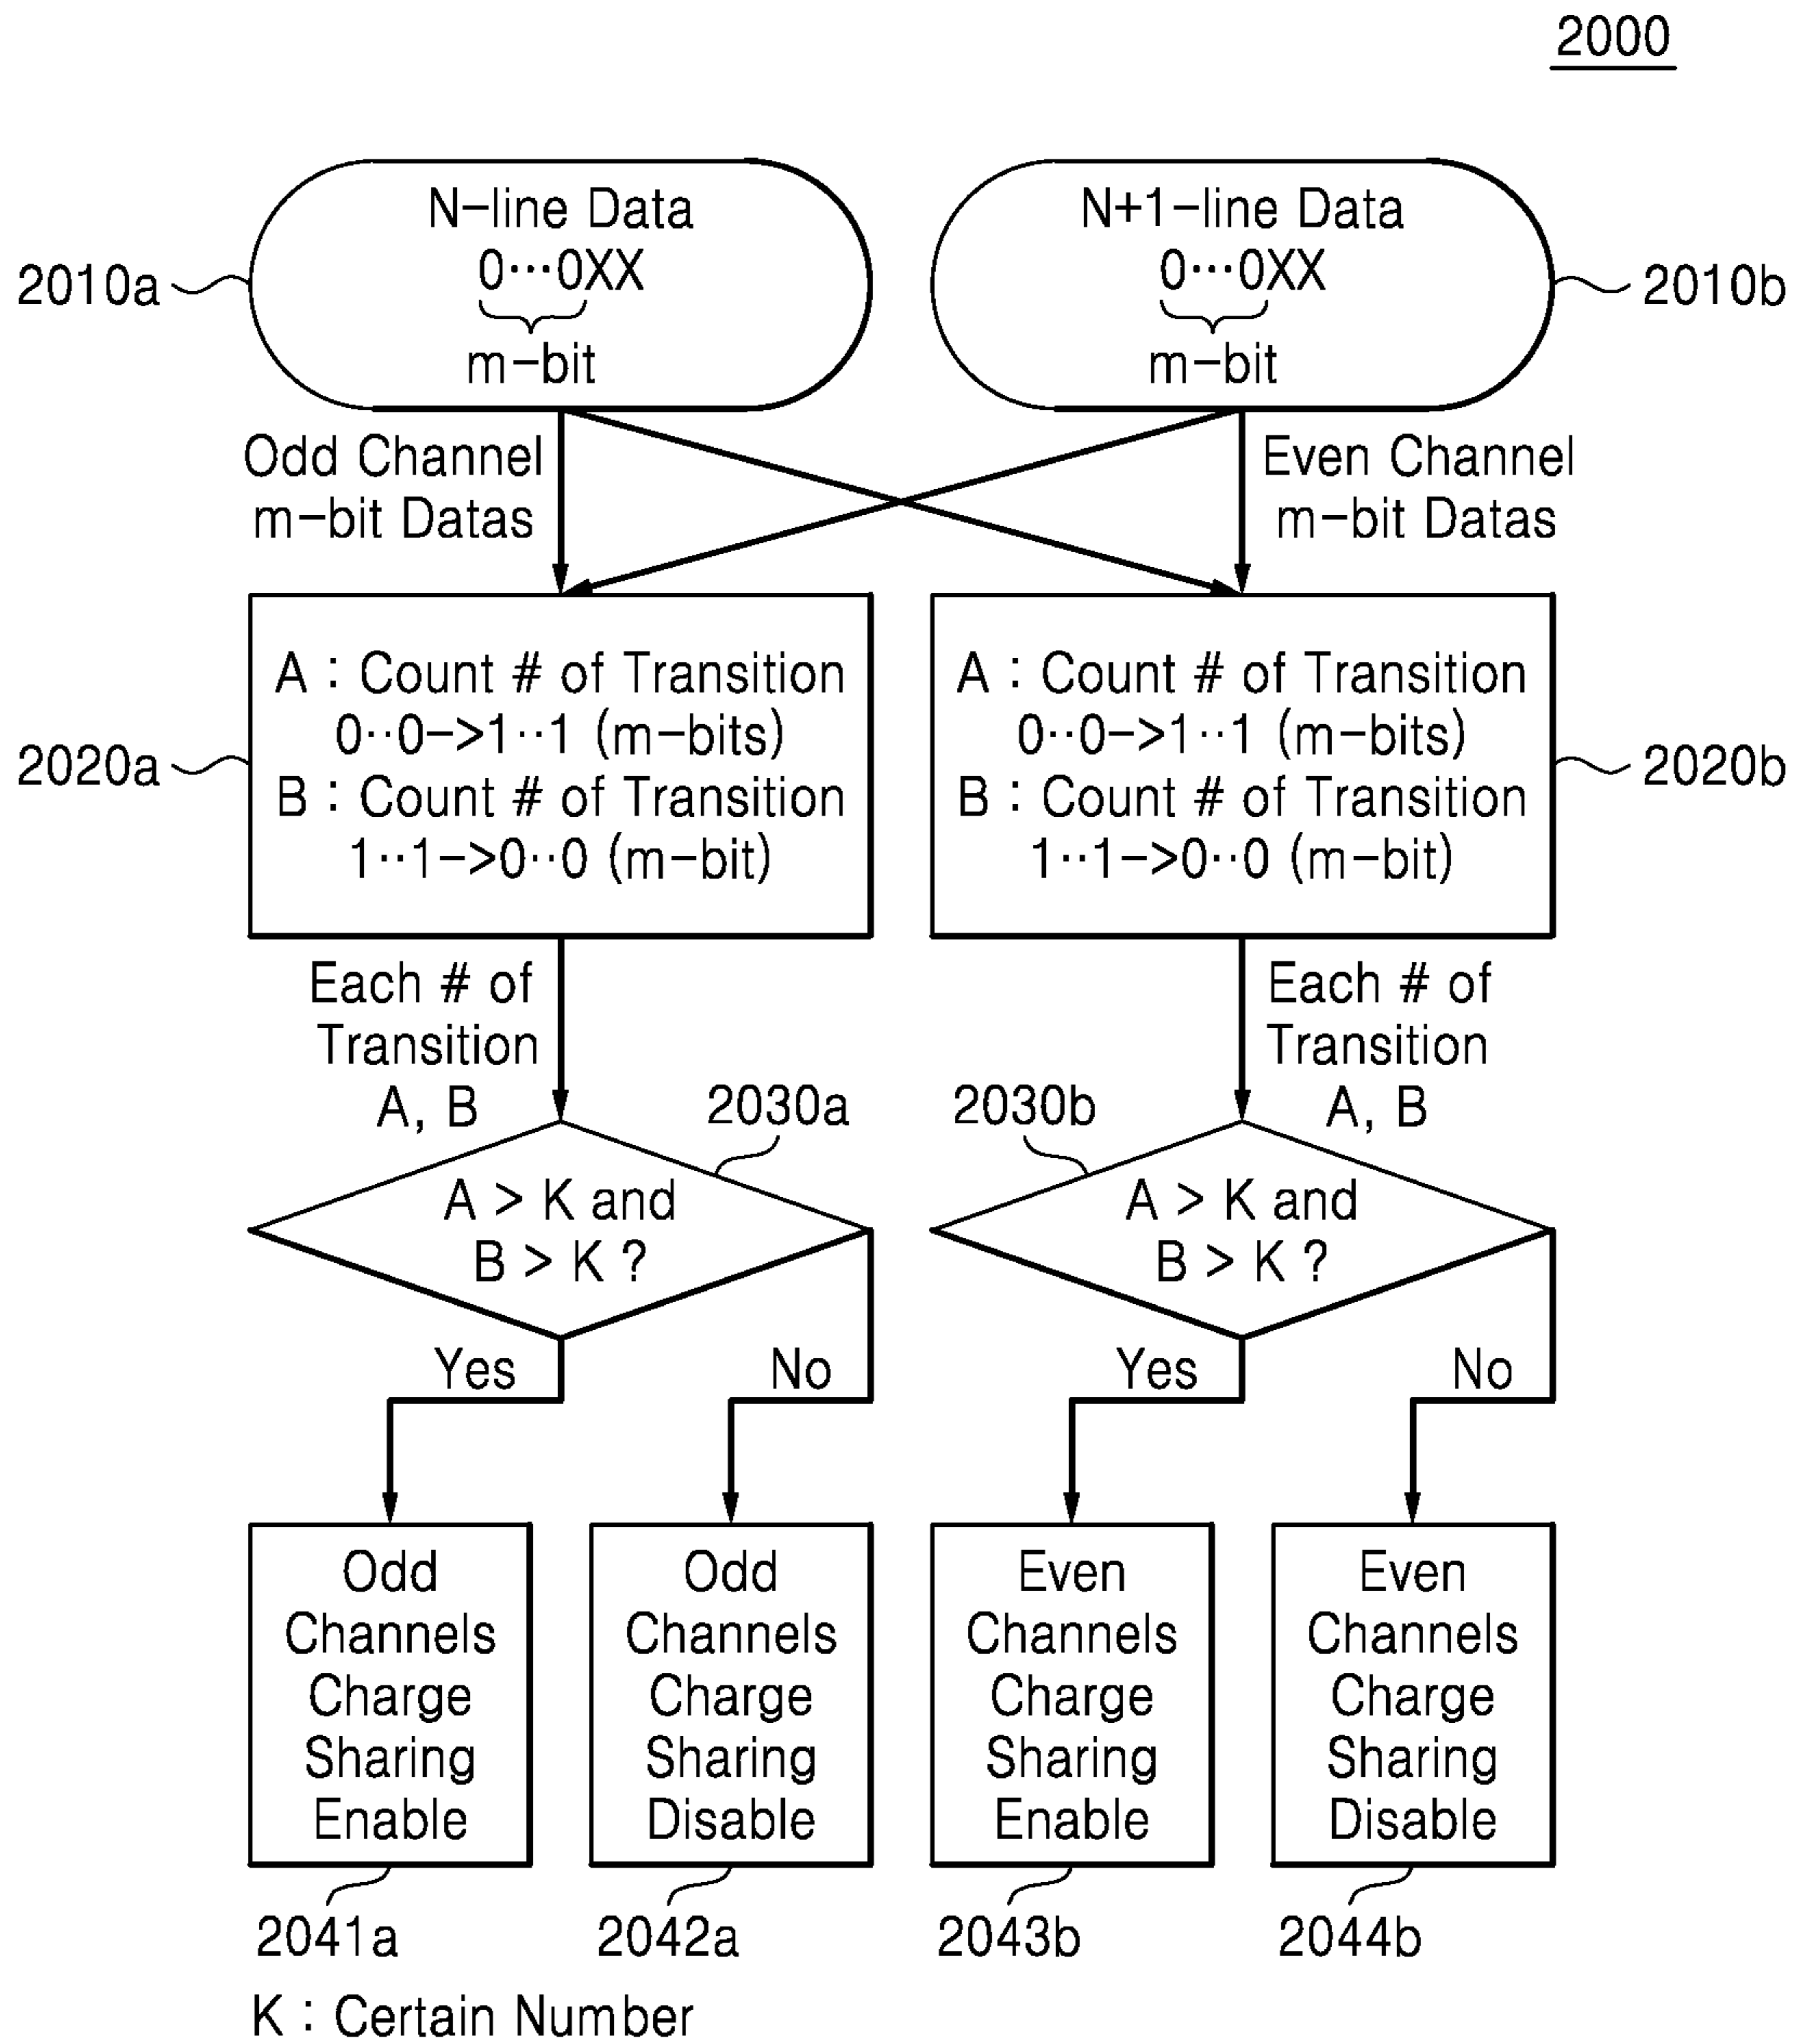 2000
N-line Data
0···0XX
m-bit
N+1-line Data
0···0XX
m-bit
2010a
2010b
Odd Channel
m-bit Datas
Even Channel
m-bit Datas
A : Count # of Transition
0··0->1··1 (m-bits)
B : Count # of Transition
1··1->0··0 (m-bit)
A : Count # of Transition
0··0->1··1 (m-bits)
B : Count # of Transition
1··1->0··0 (m-bit)
2020a
2020b
Each # of
Transition
A, B
Each # of
Transition
A, B
2030a
2030b
A > K and
B > K ?
A > K and
B > K ?
Yes
No
Yes
No
Odd
Channels
Charge
Sharing
Enable
Odd
Channels
Charge
Sharing
Disable
Even
Channels
Charge
Sharing
Enable
Even
Channels
Charge
Sharing
Disable
2041a
2042a
2043b
2044b
K : Certain Number